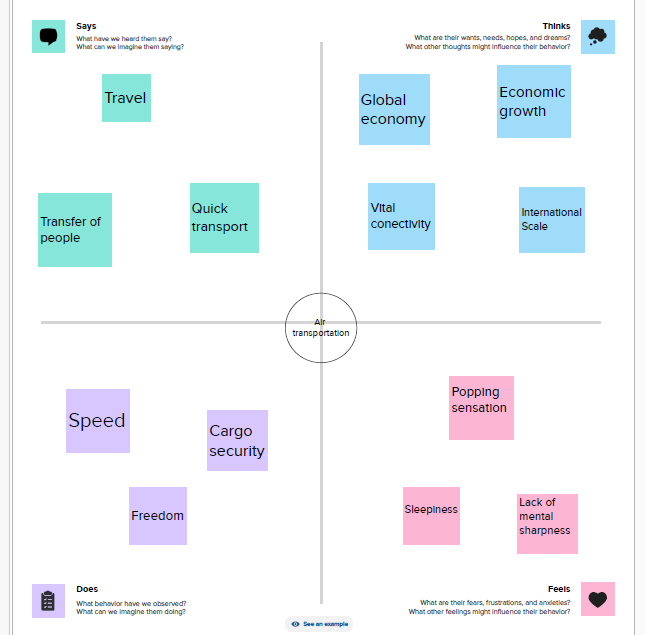 Says
What have we heard them say?
What can we imagine them saying?
Thinks
What are their wants, needs, hopes, and dreams?
What other thoughts might influence their behavior?
Travel
Global
economy
Economic
growth
Transfer of
people
Quick
transport
Vital
conectivity
International
Scale
Air
transportation
Speed
Cargo
security
Freedom
Popping
sensation
Sleepiness
Lack of
mental
sharpness
Does
What behavior have we observed?
What can we imagine them doing?
Feels
What are their fears, frustrations, and anxieties?
What other feelings might influence their behavior?
See an example